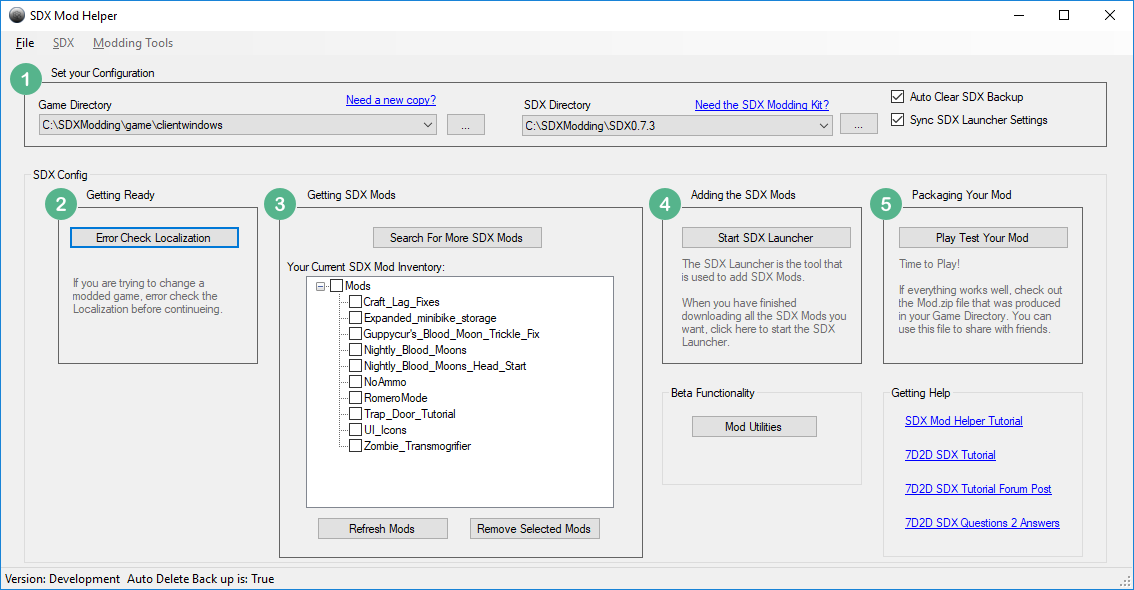 SDX Mod Helper
File SDX Modding Tools
1 Set your Configuration
Game Directory
Need a new copy?
C:\SDXModding\game\clientwindows
...
SDX Directory
Need the SDX Modding Kit?
C:\SDXModding\SDX0.7.3
...
Auto Clear SDX Backup
Sync SDX Launcher Settings
SDX Config
2 Getting Ready
Error Check Localization
If you are trying to change a
modded game, error check the
Localization before continueing.
3 Getting SDX Mods
Search For More SDX Mods
Your Current SDX Mod Inventory:
Mods
Craft_Lag_Fixes
Expanded_minibike_storage
Guppycur's_Blood_Moon_Trickle_Fix
Nightly_Blood_Moons
Nightly_Blood_Moons_Head_Start
NoAmmo
RomeroMode
Trap_Door_Tutorial
UI_Icons
Zombie_Transmogrifier
Refresh Mods
Remove Selected Mods
4 Adding the SDX Mods
Start SDX Launcher
The SDX Launcher is the tool that
is used to add SDX Mods.
When you have finished
downloading all the SDX Mods you
want, click here to start the SDX
Launcher.
Beta Functionality
Mod Utilities
5 Packaging Your Mod
Play Test Your Mod
Time to Play!
If everything works well, check out
the Mod.zip file that was produced
in your Game Directory. You can
use this file to share with friends.
Getting Help
SDX Mod Helper Tutorial
7D2D SDX Tutorial
7D2D SDX Tutorial Forum Post
7D2D SDX Questions 2 Answers
Version: Development Auto Delete Back up is: True